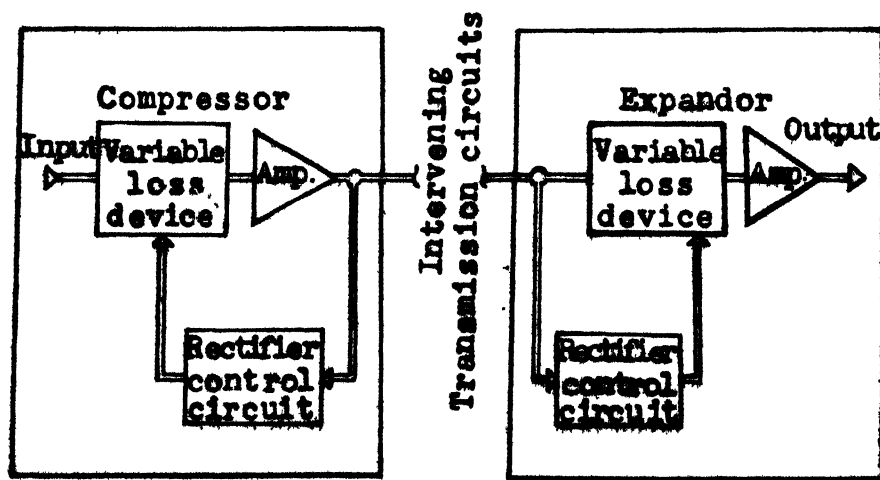 Compressor
Input
Variable
loss
device
Amp.
Rectifier
control
circuit
Intervening
Transmission circuits
Expandor
Variable
loss
device
Amp.
Output
Rectifier
control
circuit